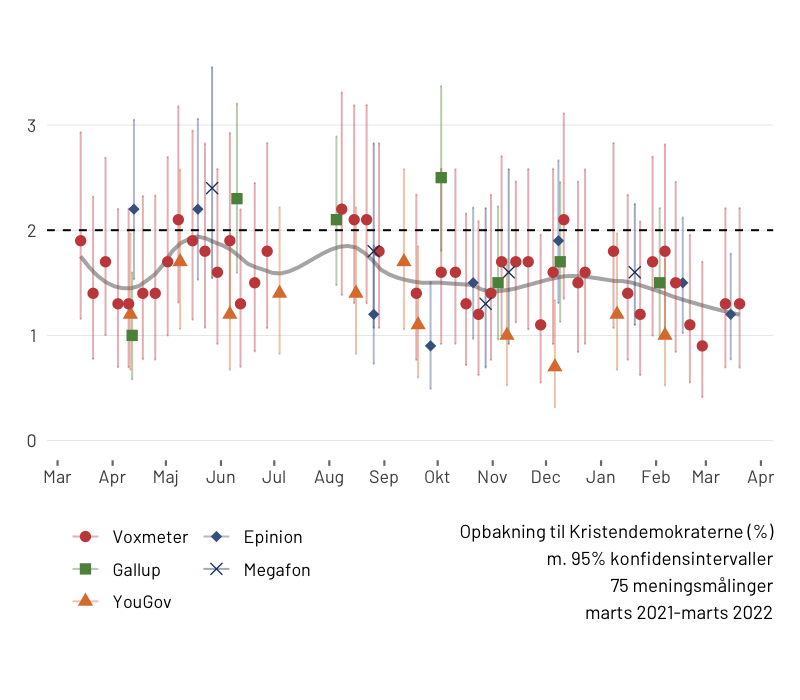 3
2
1
0
Mar Apr Maj Jun Jul Aug Sep Okt Nov Dec Jan Feb Mar Apr
Voxmeter Epinion
Gallup Megafon
YouGov
Opbakning til Kristendemokraterne (%)
m. 95% konfidensintervaller
75 meningsmålinger
marts 2021-marts 2022